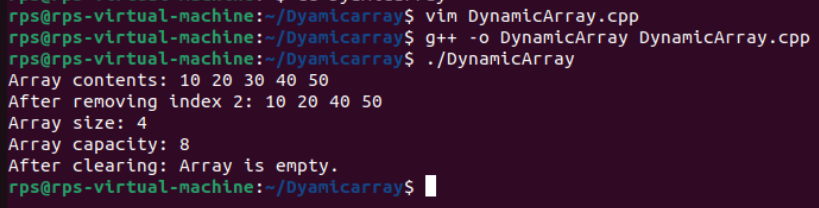 rps@rps-virtual-machine:~/Dyamicarray$ vim DynamicArray.cpp
rps@rps-virtual-machine:~/Dyamicarray$ g++ -o DynamicArray DynamicArray.cpp
rps@rps-virtual-machine:~/Dyamicarray$ ./DynamicArray
Array contents: 10 20 30 40 50
After removing index 2: 10 20 40 50
Array size: 4
Array capacity: 8
After clearing: Array is empty.
rps@rps-virtual-machine:~/Dyamicarray$